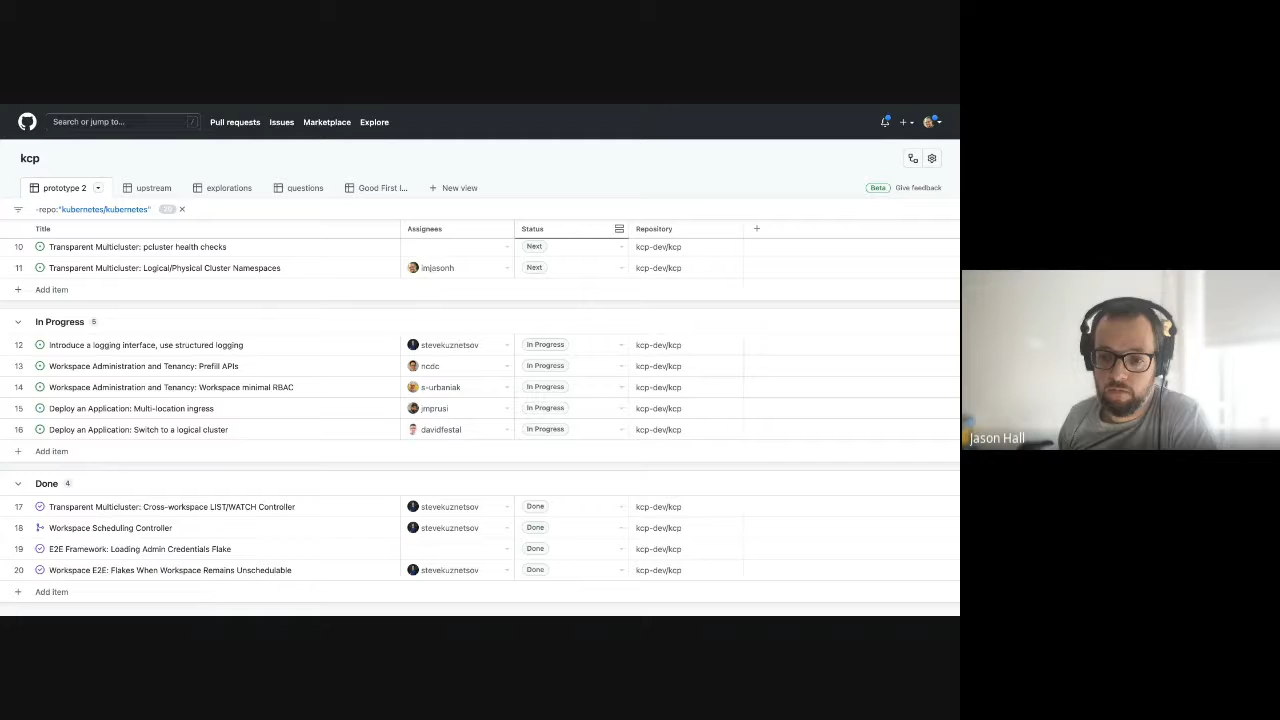 Search or jump to... /
Pull requests Issues Marketplace Explore
kcp
prototype 2 upstream explorations questions Good First I... + New view Beta Give feedback
-repo:"kubernetes/kubernetes" 20
Title Assignees Status Repository +
10 Transparent Multicluster: pcluster health checks Next kcp-dev/kcp
11 Transparent Multicluster: Logical/Physical Cluster Namespaces imjasonh Next kcp-dev/kcp
+ Add item
In Progress 5
12 Introduce a logging interface, use structured logging stevekuznetsov In Progress kcp-dev/kcp
13 Workspace Administration and Tenancy: Prefill APIs ncdc In Progress kcp-dev/kcp
14 Workspace Administration and Tenancy: Workspace minimal RBAC s-urbaniak In Progress kcp-dev/kcp
15 Deploy an Application: Multi-location ingress jmprusi In Progress kcp-dev/kcp
16 Deploy an Application: Switch to a logical cluster davidfestal In Progress kcp-dev/kcp
+ Add item
Done 4
17 Transparent Multicluster: Cross-workspace LIST/WATCH Controller stevekuznetsov Done kcp-dev/kcp
18 Workspace Scheduling Controller stevekuznetsov Done kcp-dev/kcp
19 E2E Framework: Loading Admin Credentials Flake Done kcp-dev/kcp
20 Workspace E2E: Flakes When Workspace Remains Unschedulable stevekuznetsov Done kcp-dev/kcp
+ Add item
Jason Hall